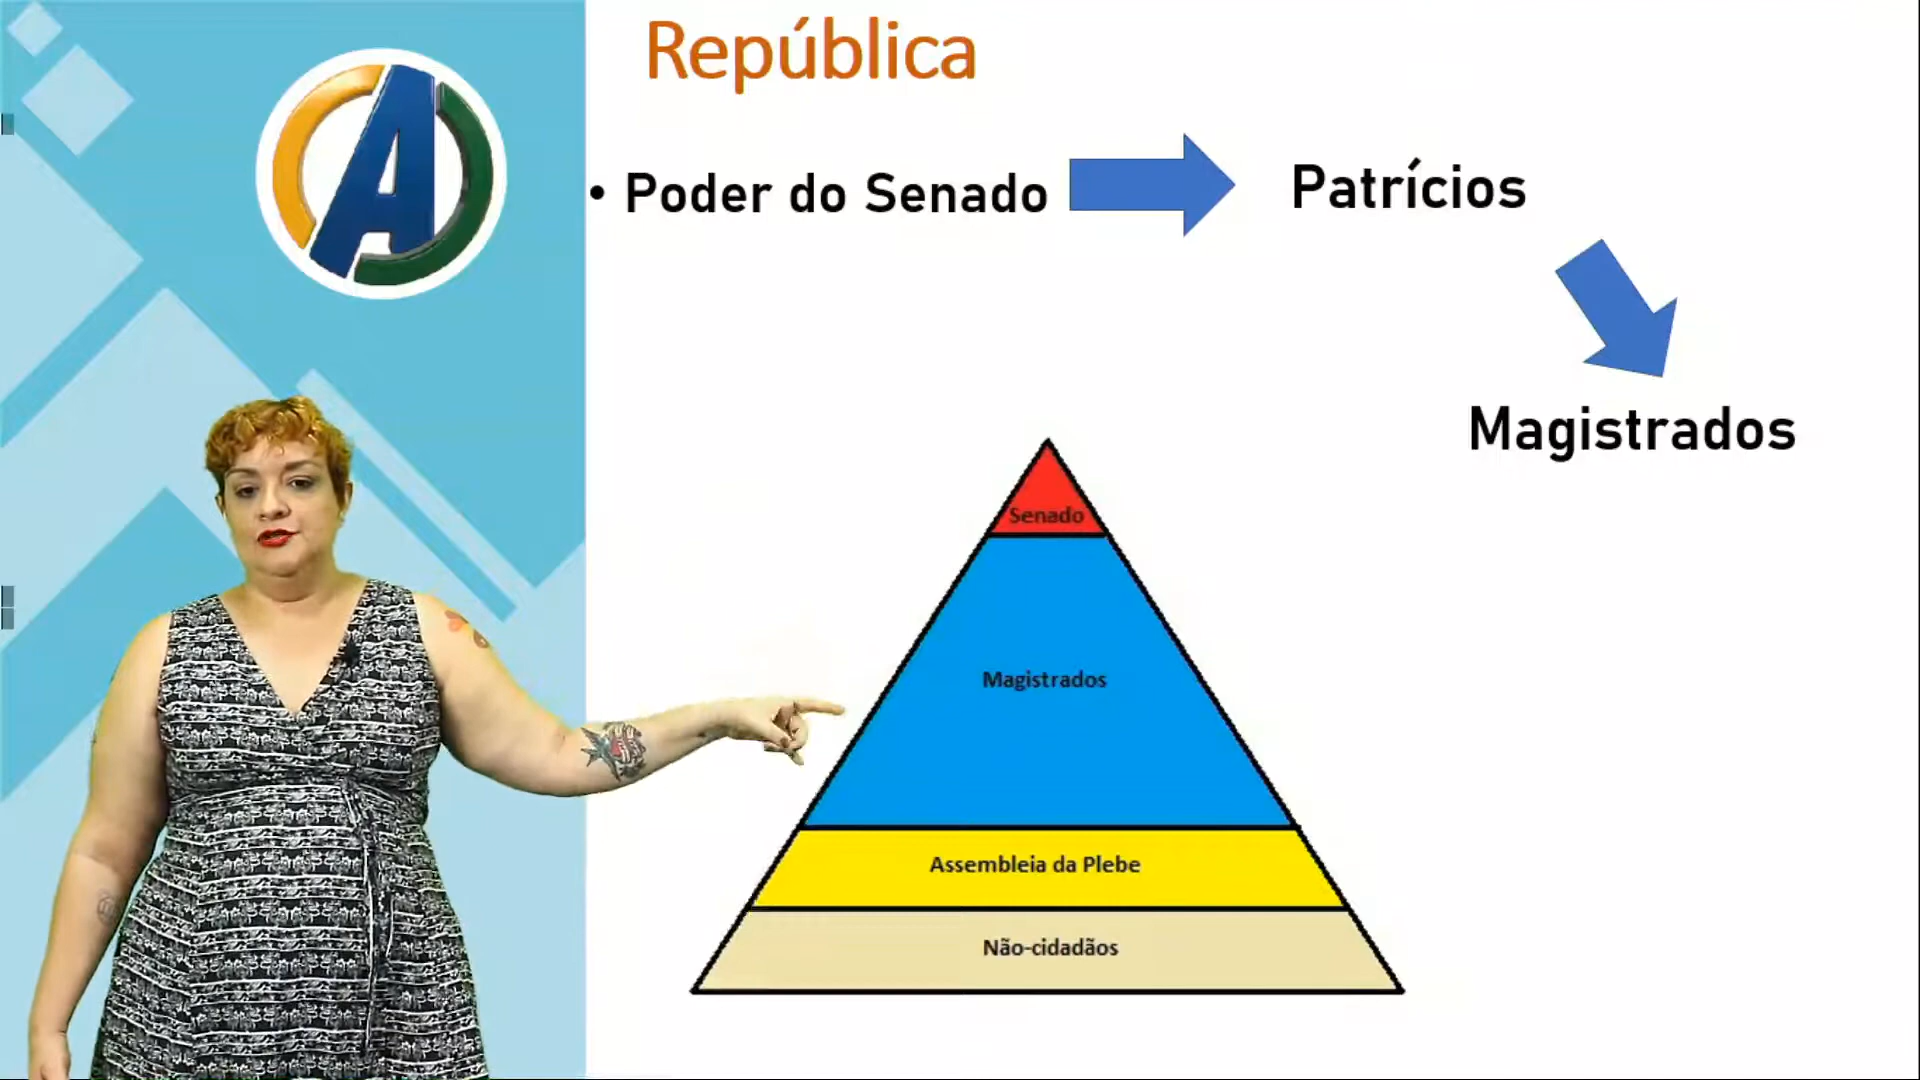 República
• Poder do Senado
Patrícios
Magistrados
Senado
Magistrados
Assembleia da Plebe
Não-cidadãos
A